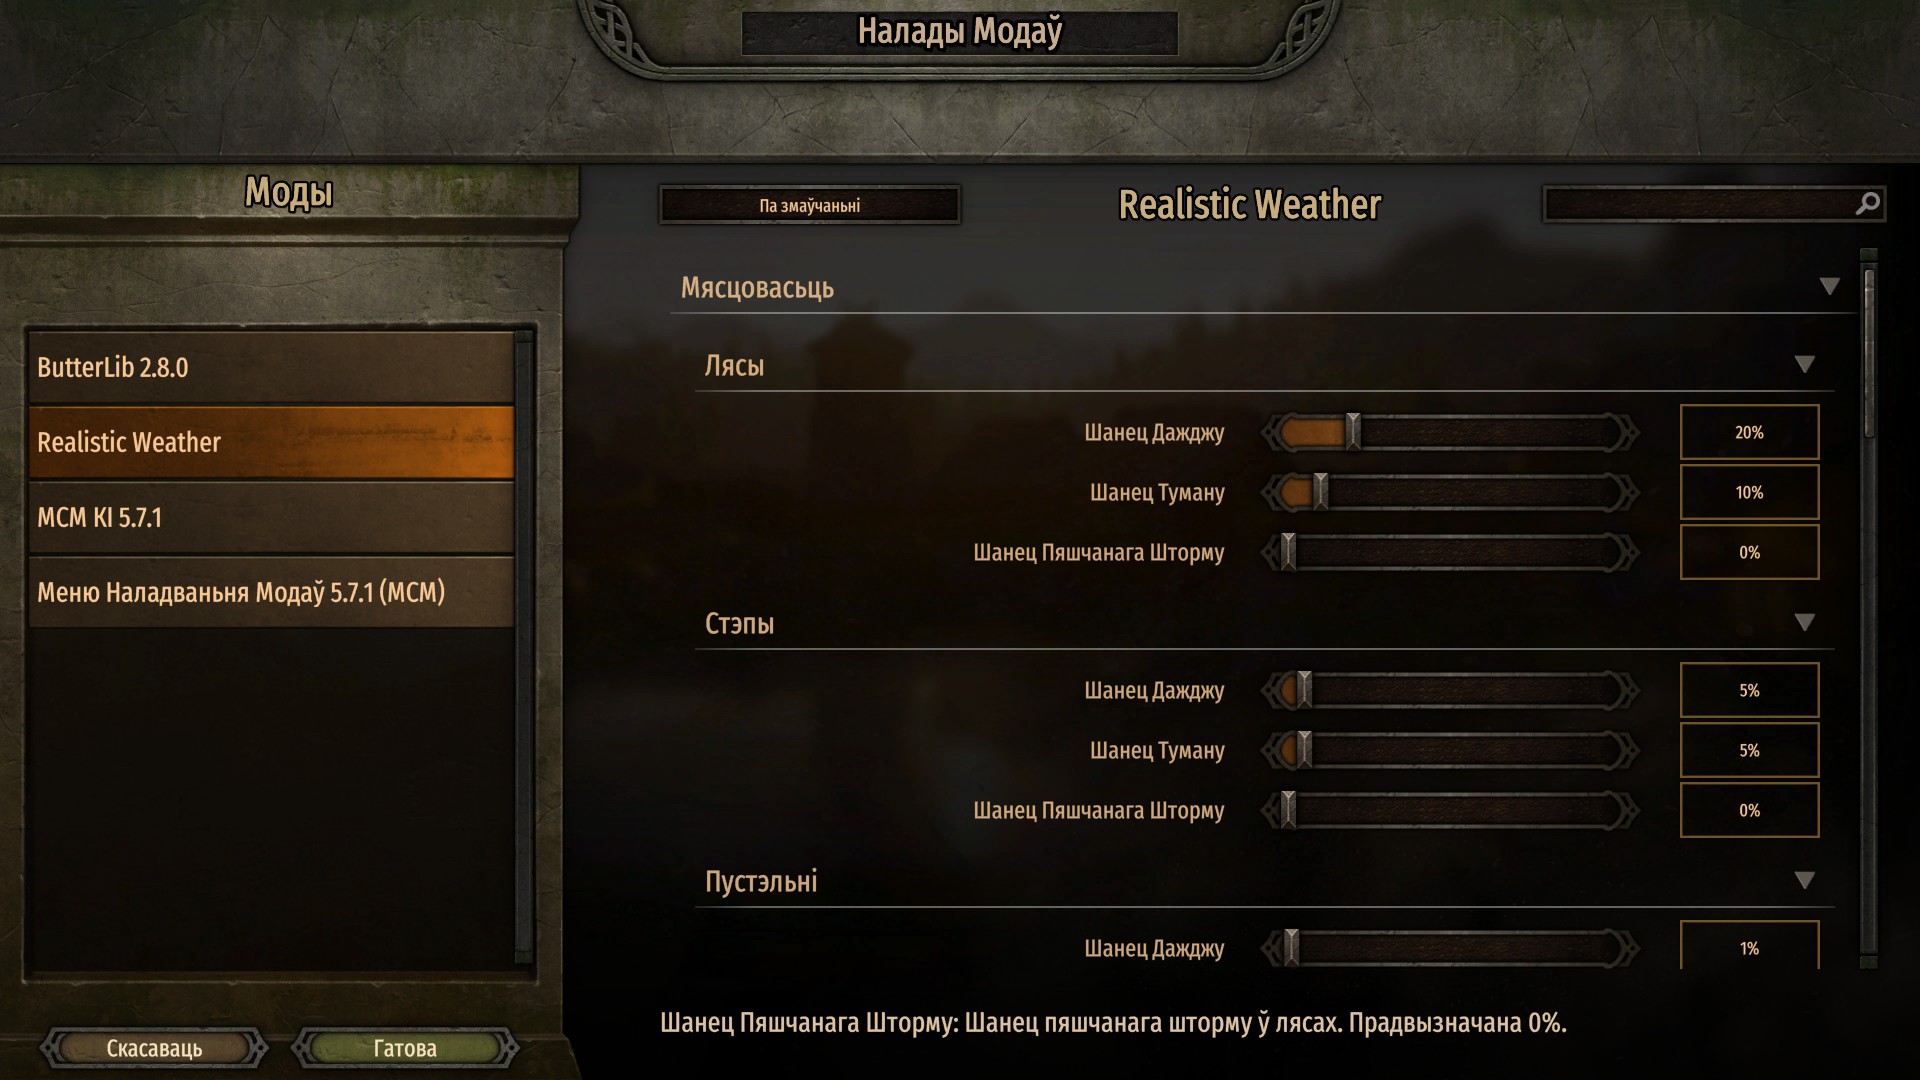 Налады Модаў
Моды
ButterLib 2.8.0
Realistic Weather
MCM КІ 5.7.1
Меню Наладваньня Модаў 5.7.1 (MCM)
Скасаваць
Гатова
Па змаўчаньні
Realistic Weather
Мясцовасьць
Лясы
Шанец Дажджу 20%
Шанец Туману 10%
Шанец Пяшчанага Шторму 0%
Стэпы
Шанец Дажджу 5%
Шанец Туману 5%
Шанец Пяшчанага Шторму 0%
Пустэльні
Шанец Дажджу 1%
Шанец Пяшчанага Шторму: Шанец пяшчанага шторму ў лясах. Прадвызначана 0%.